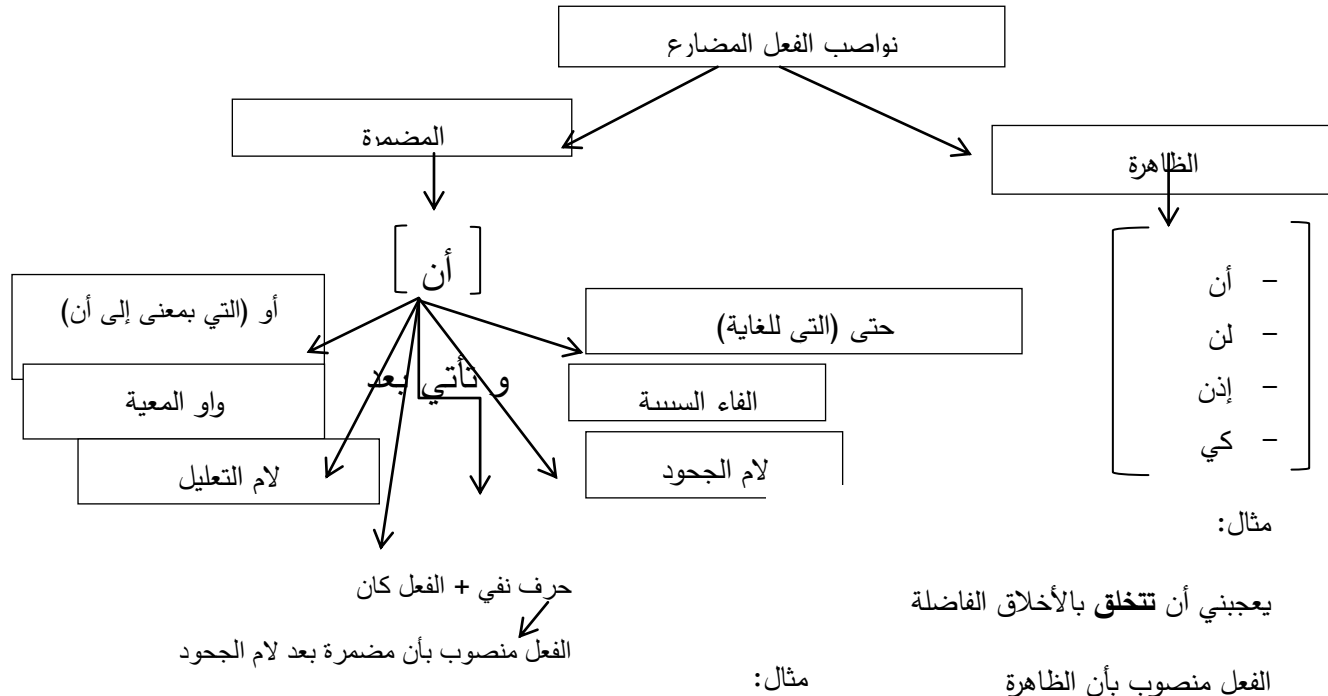 نواصب الفعل المضارع
المضمرة
الظاهرة
أن
- أن
- لن
- إذن
- كي
أو (التي بمعنى إلى أن)
حتى (التى للغاية)
و تأتي بعد
واو المعية
الفاء السببية
لام التعليل
لام الجحود
مثال:
حرف نفي + الفعل كان
يعجبني أن تتخلق بالأخلاق الفاضلة
الفعل منصوب بأن مضمرة بعد لام الجحود
مثال:
الفعل منصوب بأن الظاهرة